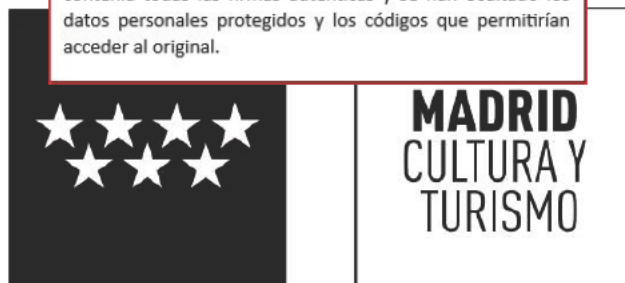 datos personales protegidos y los códigos que permitirían
acceder al original.
MADRID
CULTURA Y
TURISMO